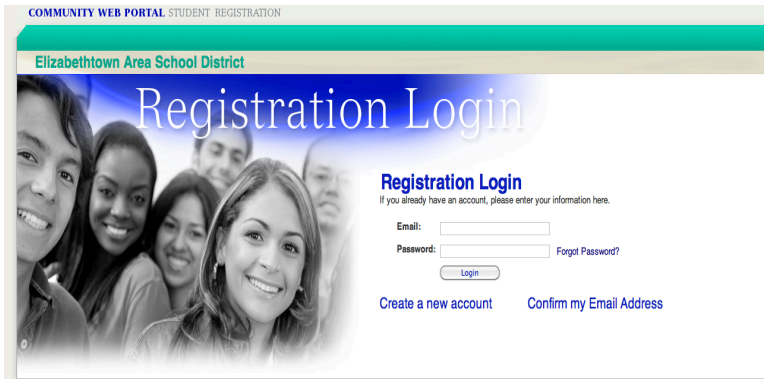 COMMUNITY WEB PORTAL STUDENT REGISTRATION
Elizabethtown Area School District
Registration Login
Registration Login
If you already have an account, please enter your information here.
Email:
Password: Forgot Password?
Login
Create a new account Confirm my Email Address